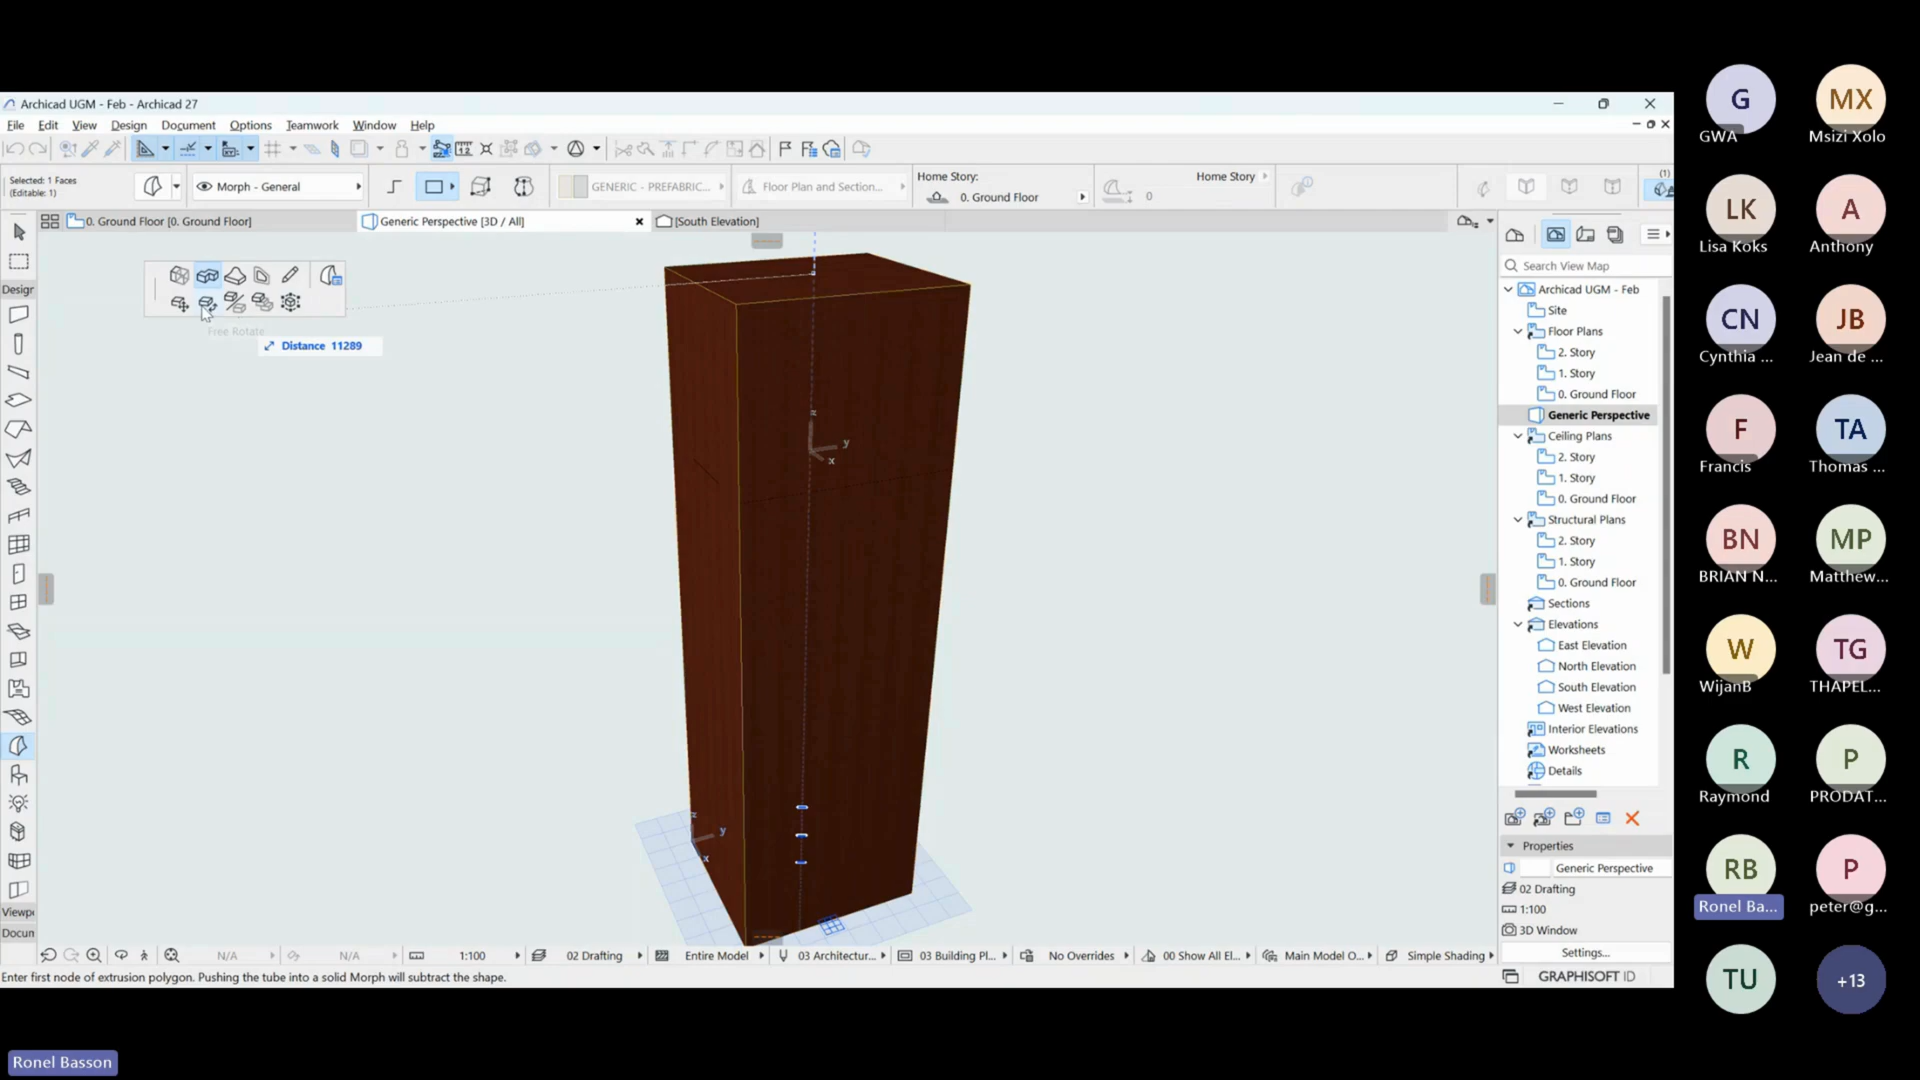 Archicad UGM - Feb - Archicad 27
File Edit View Design Document Options Teamwork Window Help
Selected: 1 Faces
(Editable: 1)
Morph - General
GENERIC - PREFABRIC...
Floor Plan and Section...
Home Story:
0. Ground Floor
0
Home Story
(1)
0. Ground Floor [0. Ground Floor]
Generic Perspective [3D / All]
[South Elevation]
Design
Free Rotate
Distance 11289
z
y
x
z
y
x
Viewp
Docun
Search View Map
Archicad UGM - Feb
Site
Floor Plans
2. Story
1. Story
0. Ground Floor
Generic Perspective
Ceiling Plans
2. Story
1. Story
0. Ground Floor
Structural Plans
2. Story
1. Story
0. Ground Floor
Sections
Elevations
East Elevation
North Elevation
South Elevation
West Elevation
Interior Elevations
Worksheets
Details
Properties
Generic Perspective
02 Drafting
1:100
3D Window
Settings...
N/A N/A 1:100 02 Drafting Entire Model 03 Architectur... 03 Building Pl... No Overrides 00 Show All El... Main Model O... Simple Shading
Enter first node of extrusion polygon. Pushing the tube into a solid Morph will subtract the shape.
GRAPHISOFT ID
G MX
GWA Msizi Xolo
LK A
Lisa Koks Anthony
CN JB
Cynthia ... Jean de ...
F TA
Francis Thomas ...
BN MP
BRIAN N... Matthew...
W TG
WijanB THAPEL...
R P
Raymond PRODAT...
RB P
Ronel Ba... peter@g...
TU +13
Ronel Basson